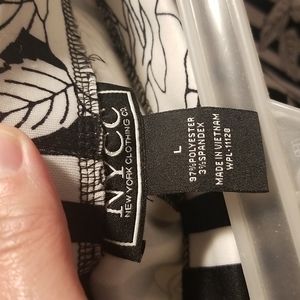 NYCC
NEW YORK CLOTHING CO
L
97%POLYESTER
3%SPANDEX
MADE IN VIETNAM
WPL-11128